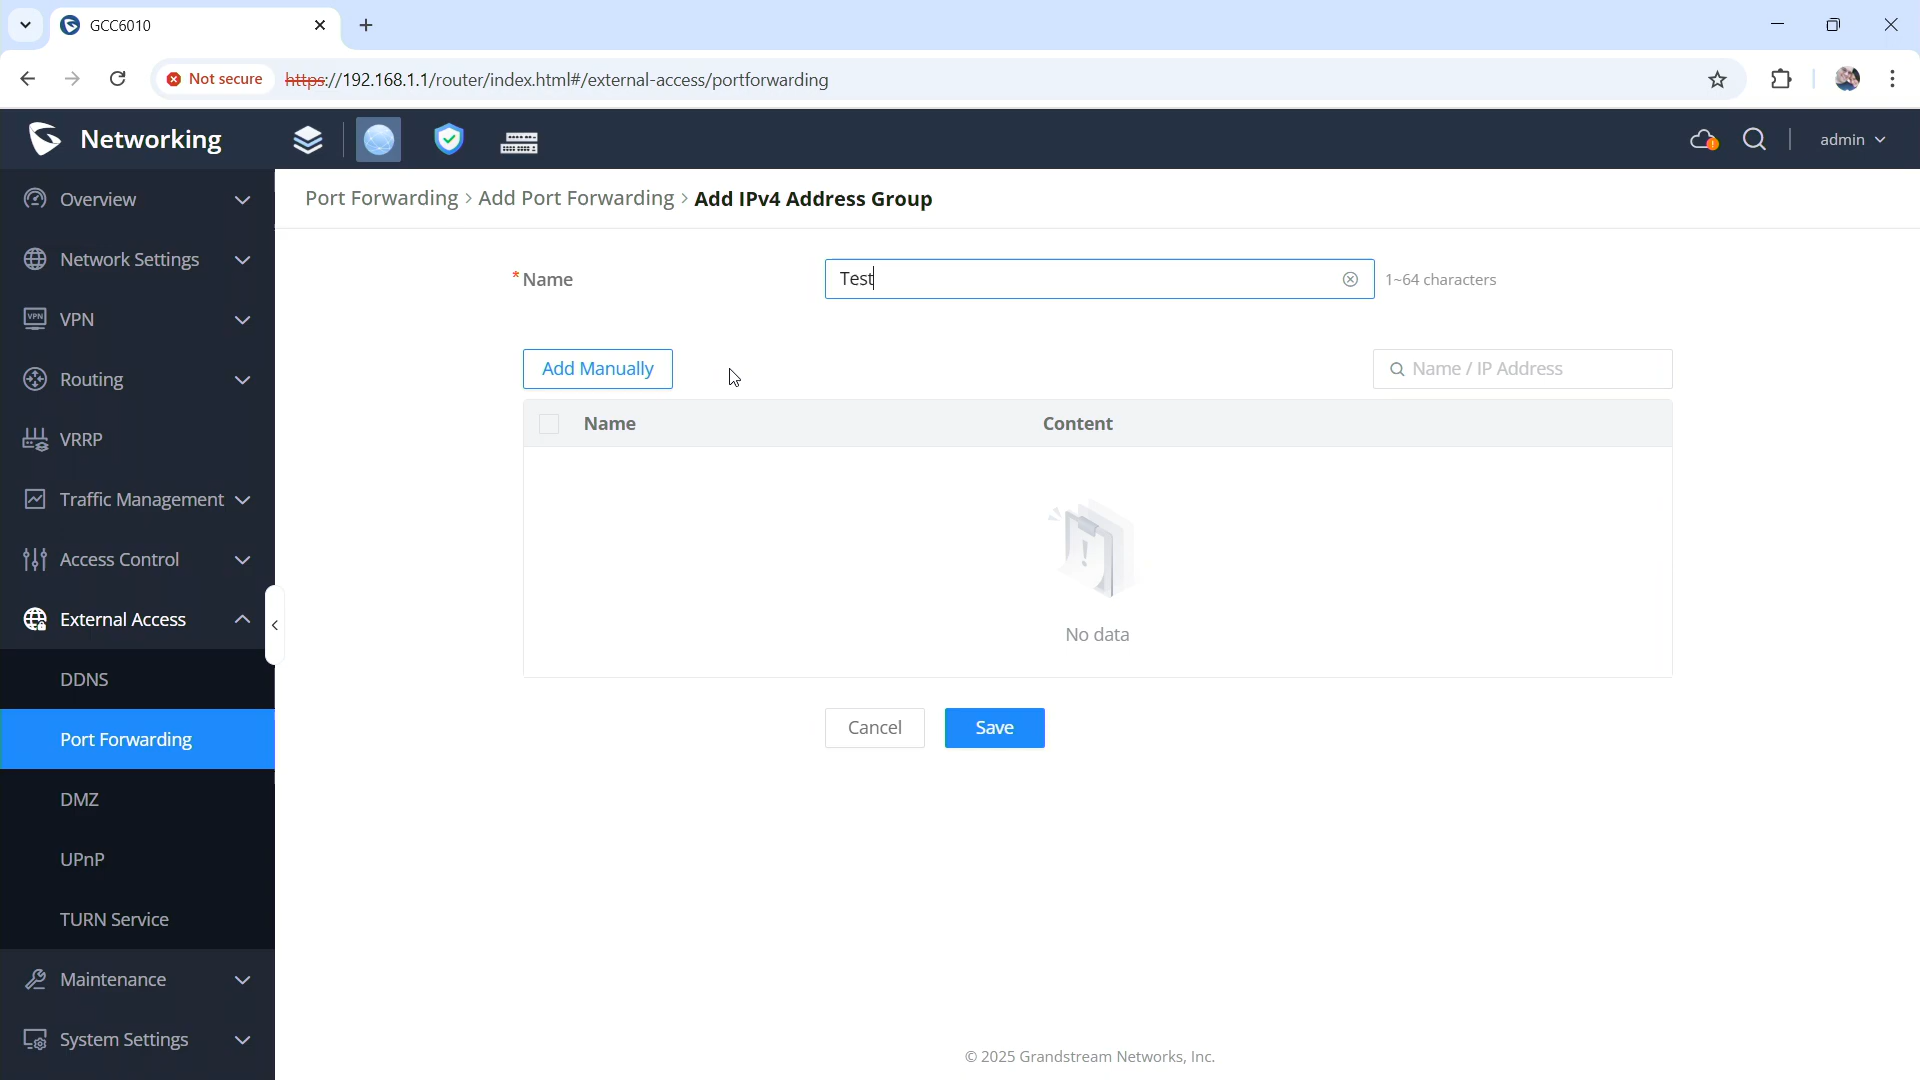 GCC6010
Not secure
https://192.168.1.1/router/index.html#/external-access/portforwarding
Networking
admin
Overview
Network Settings
VPN
VPN
Routing
VRRP
Traffic Management
Access Control
External Access
DDNS
Port Forwarding
DMZ
UPnP
TURN Service
Maintenance
System Settings
Port Forwarding > Add Port Forwarding > Add IPv4 Address Group
* Name
Test
1~64 characters
Add Manually
Name / IP Address
Name
Content
No data
Cancel
Save
© 2025 Grandstream Networks, Inc.